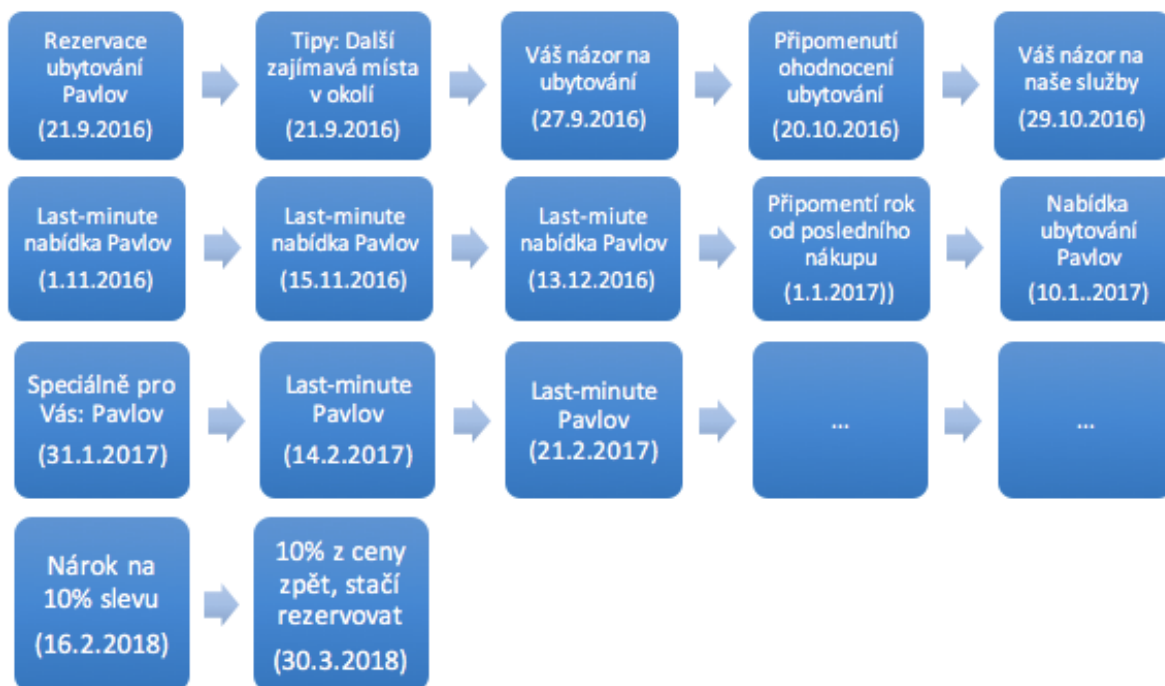 Rezervace
ubytování
Pavlov
(21.9.2016)
Tipy: Další
zajímavá místa
v okolí
(21.9.2016)
Váš názor na
ubytování
(27.9.2016)
Připomenutí
ohodnocení
ubytování
(20.10.2016)
Váš názor na
naše služby
(29.10.2016)
Last-minute
nabídka Pavlov
(1.11.2016)
Last-minute
nabídka Pavlov
(15.11.2016)
Last-miute
nabídka Pavlov
(13.12.2016)
Připomentí rok
od posledního
nákupu
(1.1.2017))
Nabídka
ubytování
Pavlov
(10.1..2017)
Speciálně pro
Vás: Pavlov
(31.1.2017)
Last-minute
Pavlov
(14.2.2017)
Last-minute
Pavlov
(21.2.2017)
...
...
Nárok na
10% slevu
(16.2.2018)
10% z ceny
zpět, stačí
rezervovat
(30.3.2018)